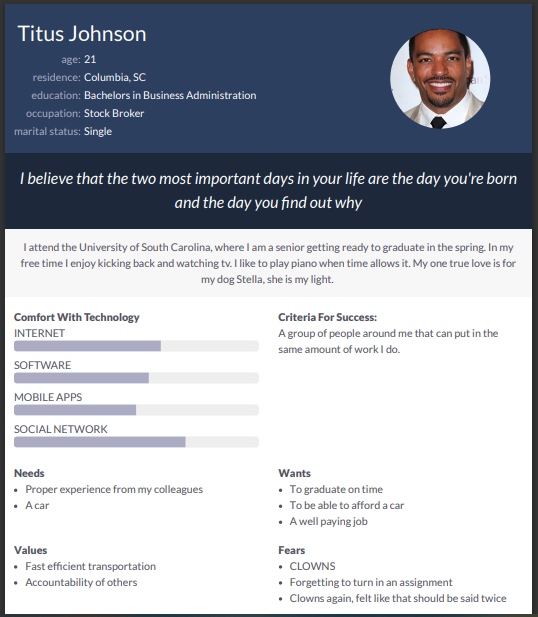 Titus Johnson
age: 21
residence: Columbia, SC
education: Bachelors in Business Administration
occupation: Stock Broker
marital status: Single
I believe that the two most important days in your life are the day you're born
and the day you find out why
I attend the University of South Carolina, where I am a senior getting ready to graduate in the spring. In my
free time I enjoy kicking back and watching tv. I like to play piano when time allows it. My one true love is for
my dog Stella, she is my light.
Comfort With Technology
INTERNET
SOFTWARE
MOBILE APPS
SOCIAL NETWORK
Criteria For Success:
A group of people around me that can put in the
same amount of work I do.
Needs
• Proper experience from my colleagues
• A car
Wants
• To graduate on time
• To be able to afford a car
• A well paying job
Values
• Fast efficient transportation
• Accountability of others
Fears
• CLOWNS
• Forgetting to turn in an assignment
• Clowns again, felt like that should be said twice